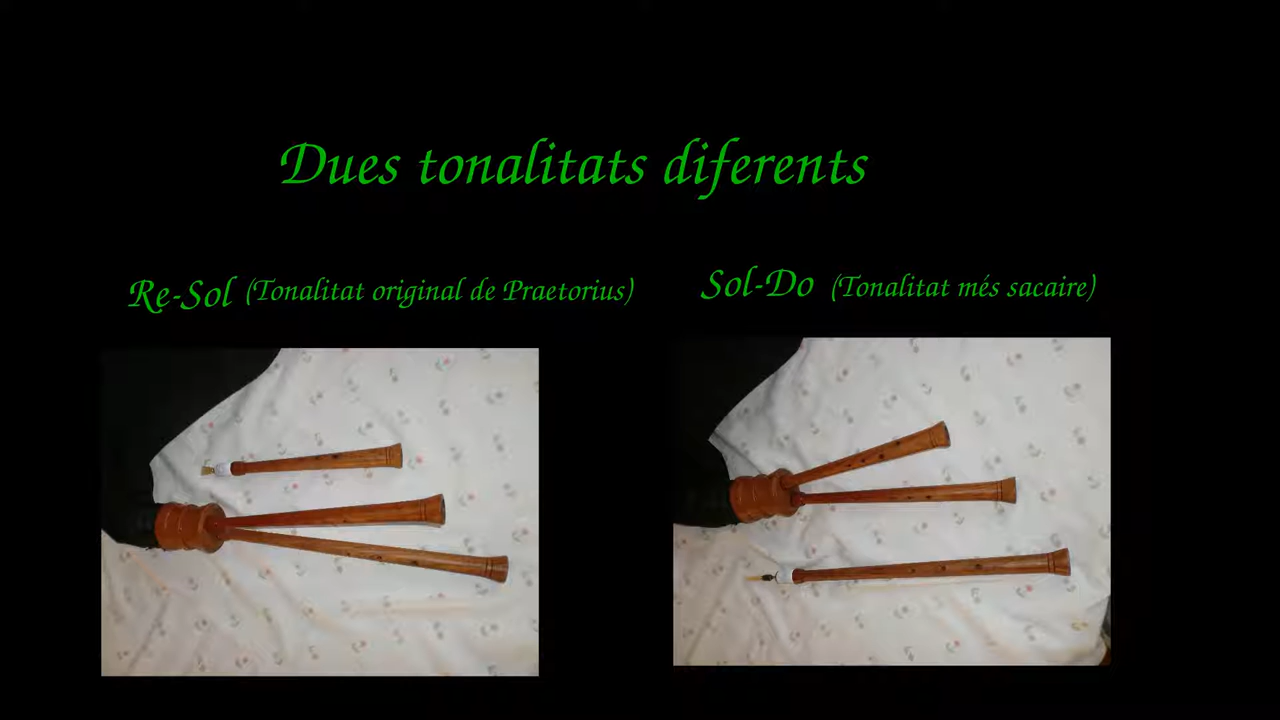 Dues tonalitats diferents
Re-Sol (Tonalitat original de Praetorius)
Sol-Do (Tonalitat més sacaire)